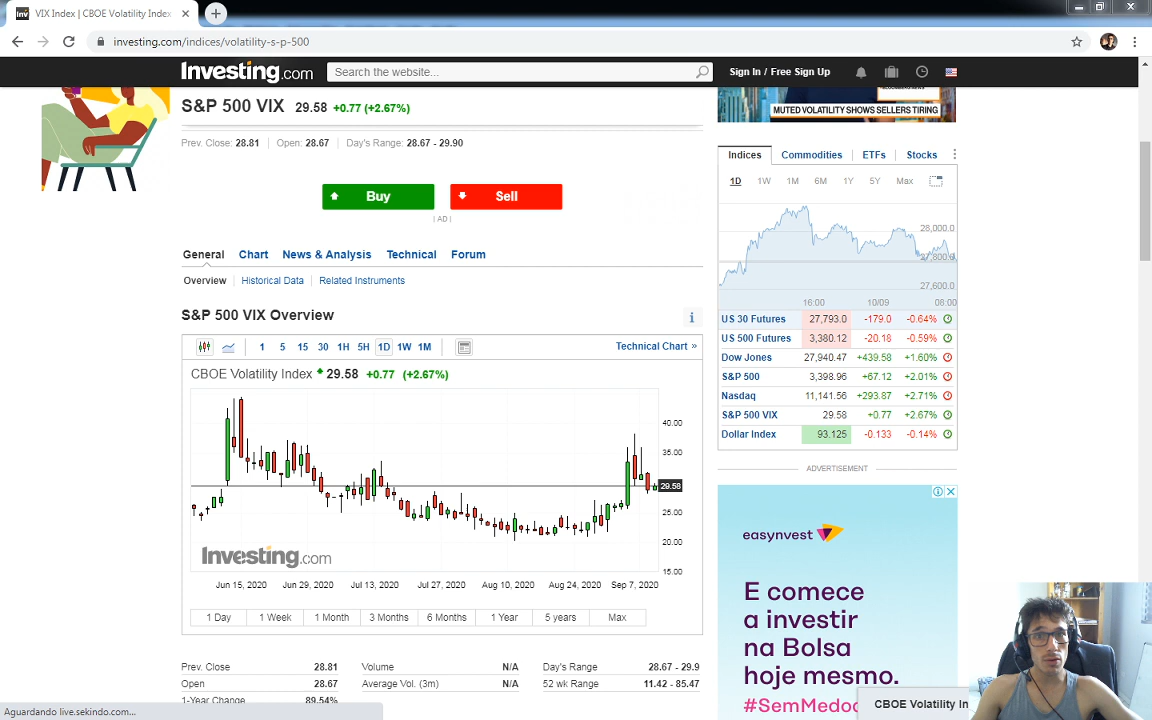 Inv VIX Index | CBOE Volatility Index
investing.com/indices/volatility-s-p-500
Investing.com
Search the website...
Sign In / Free Sign Up
S&P 500 VIX 29.58 +0.77 (+2.67%)
Prev. Close: 28.81 Open: 28.67 Day's Range: 28.67 - 29.90
Buy
Sell
[ AD ]
General Chart News & Analysis Technical Forum
Overview Historical Data Related Instruments
S&P 500 VIX Overview
1 5 15 30 1H 5H 1D 1W 1M
Technical Chart »
CBOE Volatility Index 29.58 +0.77 (+2.67%)
40.00
35.00
29.58
25.00
20.00
15.00
Investing.com
Jun 15, 2020 Jun 29, 2020 Jul 13, 2020 Jul 27, 2020 Aug 10, 2020 Aug 24, 2020 Sep 7, 2020
1 Day 1 Week 1 Month 3 Months 6 Months 1 Year 5 years Max
Prev. Close 28.81 Volume N/A Day's Range 28.67 - 29.9
Open 28.67 Average Vol. (3m) N/A 52 wk Range 11.42 - 85.47
1-Year Change 89.54%
Aguardando live.sekindo.com...
MUTED VOLATILITY SHOWS SELLERS TIRING
Indices Commodities ETFs Stocks
1D 1W 1M 6M 1Y 5Y Max
28,000.0
27,800.0
27,600.0
16:00 10/09 08:00
US 30 Futures 27,793.0 -179.0 -0.64%
US 500 Futures 3,380.12 -20.18 -0.59%
Dow Jones 27,940.47 +439.58 +1.60%
S&P 500 3,398.96 +67.12 +2.01%
Nasdaq 11,141.56 +293.87 +2.71%
S&P 500 VIX 29.58 +0.77 +2.67%
Dollar Index 93.125 -0.133 -0.14%
ADVERTISEMENT
easynvest
E comece
a investir
na Bolsa
hoje mesmo.
#SemMedo
CBOE Volatility In